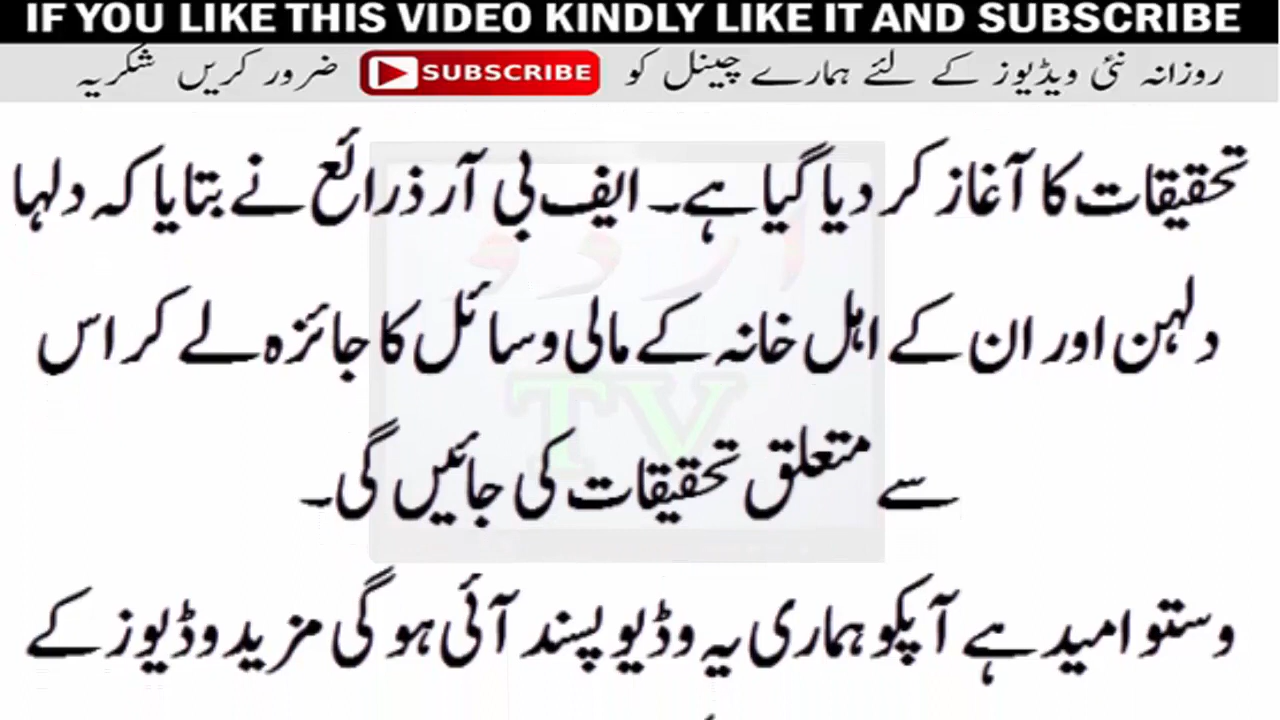 IF YOU LIKE THIS VIDEO KINDLY LIKE IT AND SUBSCRIBE
روزانہ نئی ویڈیوز کے لئے ہمارے چینل کو SUBSCRIBE ضرور کریں شکریہ
تحقیقات کا آغاز کر دیا گیا ہے۔ ایف بی آر ذرائع نے بتایا کہ دلہا
دلہن اور ان کے اہل خانہ کے مالی وسائل کا جائزہ لے کر اس
سے متعلق تحقیقات کی جائیں گی۔
وستو امید ہے آپکو ہماری یہ وڈیو پسند آئی ہو گی مزید وڈیوز کے
اردو
TV